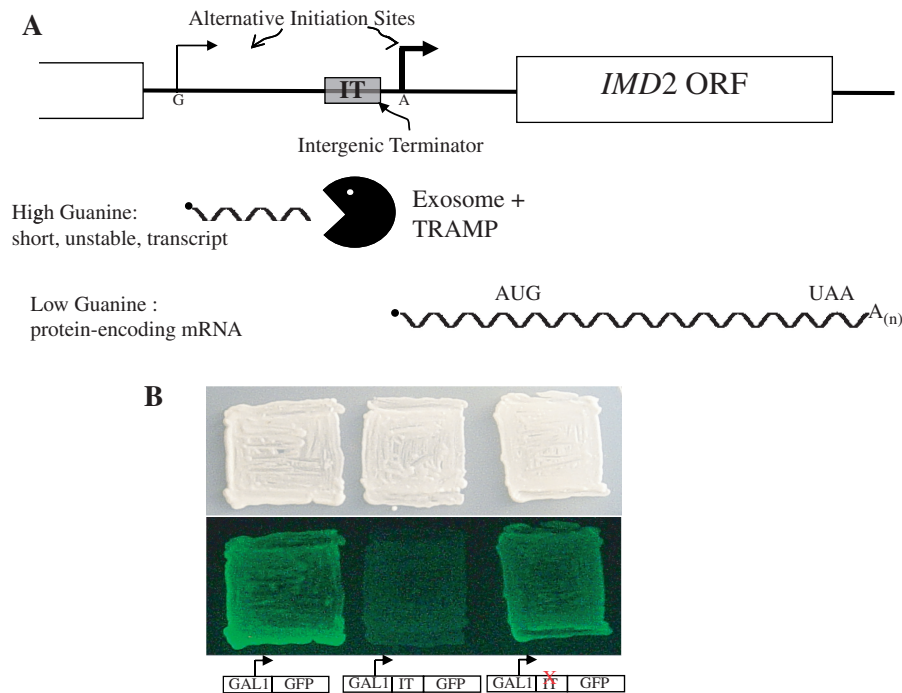 A
Alternative Initiation Sites
G
IT
A
IMD2 ORF
Intergenic Terminator
High Guanine:
short, unstable, transcript
Exosome +
TRAMP
Low Guanine :
protein-encoding mRNA
AUG
UAA
A(n)
B
GAL1 GFP
GAL1 IT GFP
GAL1 IT GFP
X